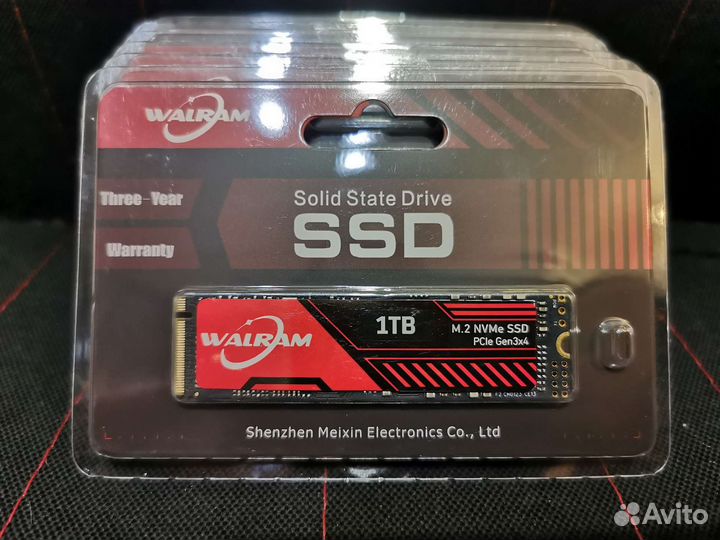 WALRAM
Three-Year
Warranty
Solid State Drive
SSD
WALRAM
1TB
M.2 NVMe SSD
PCIe Gen3x4
Shenzhen Meixin Electronics Co., Ltd
Avito